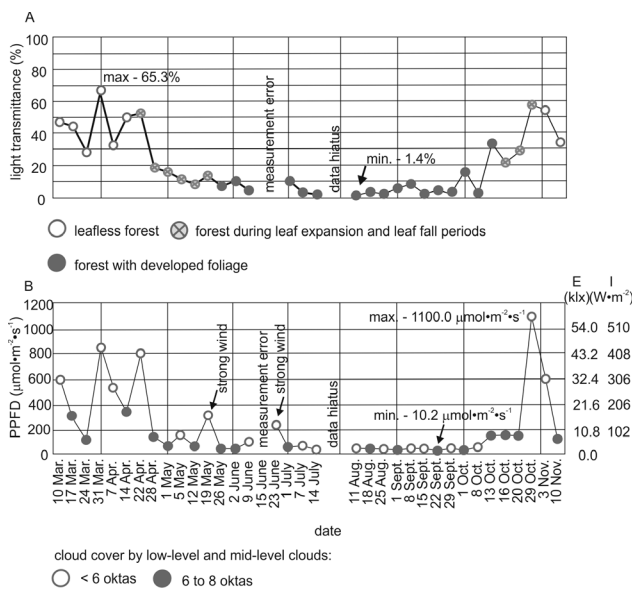 A
100
80
60
40
20
0
light transmittance (%)
max - 65.3%
measurement error
data hiatus
min. - 1.4%
leafless forest
forest during leaf expansion and leaf fall periods
forest with developed foliage
B
1200
1000
800
600
400
200
0
PPFD (μmol•m⁻²•s⁻¹)
strong wind
measurement error
strong wind
data hiatus
max. - 1100.0 μmol•m⁻²•s⁻¹
min. - 10.2 μmol•m⁻²•s⁻¹
E I
(klx)(W•m⁻²)
54.0 510
43.2 408
32.4 306
21.6 206
10.8 102
0.0 0
10 Mar.
17 Mar.
24 Mar.
31 Mar.
7 Apr.
14 Apr.
22 Apr.
28 Apr.
1 May
5 May
12 May
19 May
26 May
2 June
9 June
15 June
23 June
1 July
7 July
14 July
11 Aug.
18 Aug.
25 Aug.
1 Sept.
8 Sept.
15 Sept.
22 Sept.
29 Sept.
1 Oct.
8 Oct.
13 Oct.
16 Oct.
20 Oct.
29 Oct.
3 Nov.
10 Nov.
date
cloud cover by low-level and mid-level clouds:
< 6 oktas
6 to 8 oktas